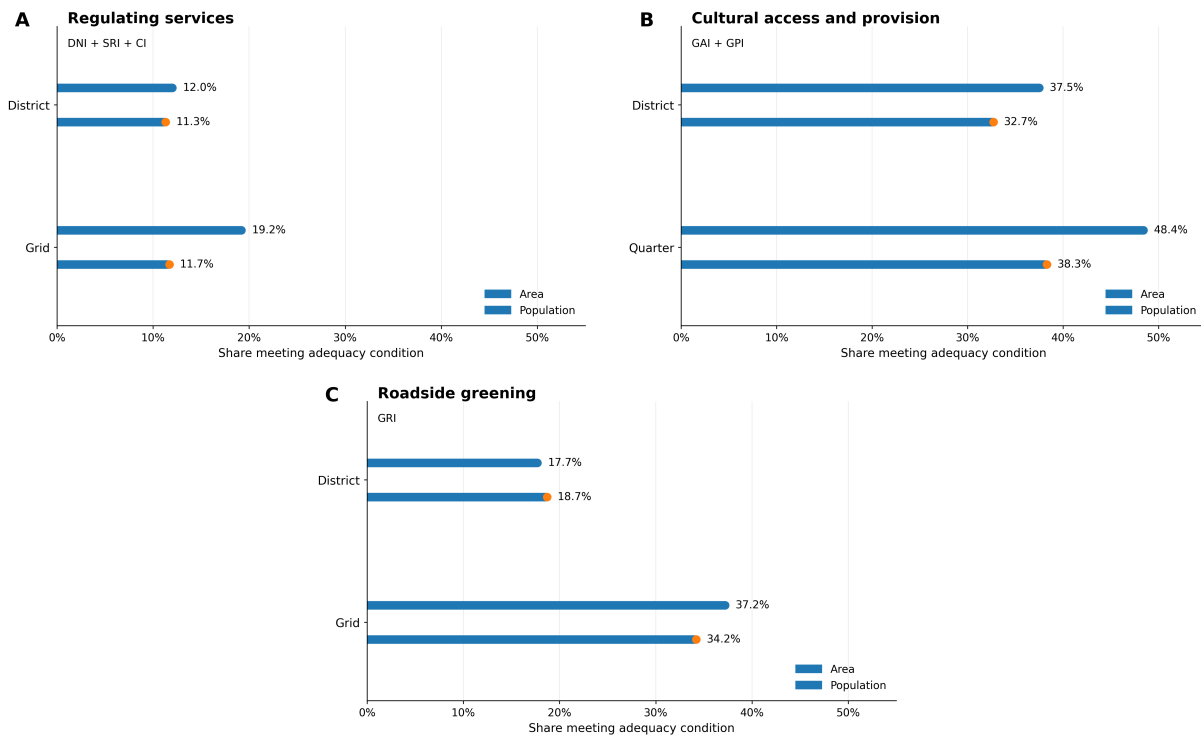 A Regulating services
DNI + SRI + CI
District
12.0%
11.3%
Grid
19.2%
11.7%
Area
Population
0% 10% 20% 30% 40% 50%
Share meeting adequacy condition
B Cultural access and provision
GAI + GPI
District
37.5%
32.7%
Quarter
48.4%
38.3%
Area
Population
0% 10% 20% 30% 40% 50%
Share meeting adequacy condition
C Roadside greening
GRI
District
17.7%
18.7%
Grid
37.2%
34.2%
Area
Population
0% 10% 20% 30% 40% 50%
Share meeting adequacy condition